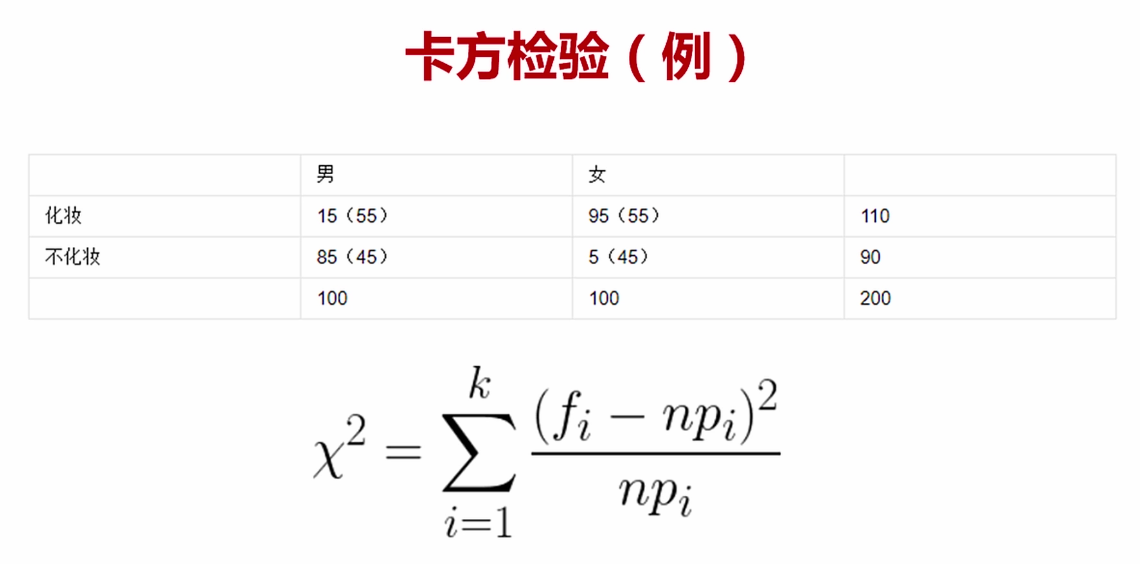 卡方检验（例）
男 女
化妆 15（55） 95（55） 110
不化妆 85（45） 5（45） 90
100 100 200
χ² = ∑_{i=1}^{k} (f_i − np_i)² / np_i